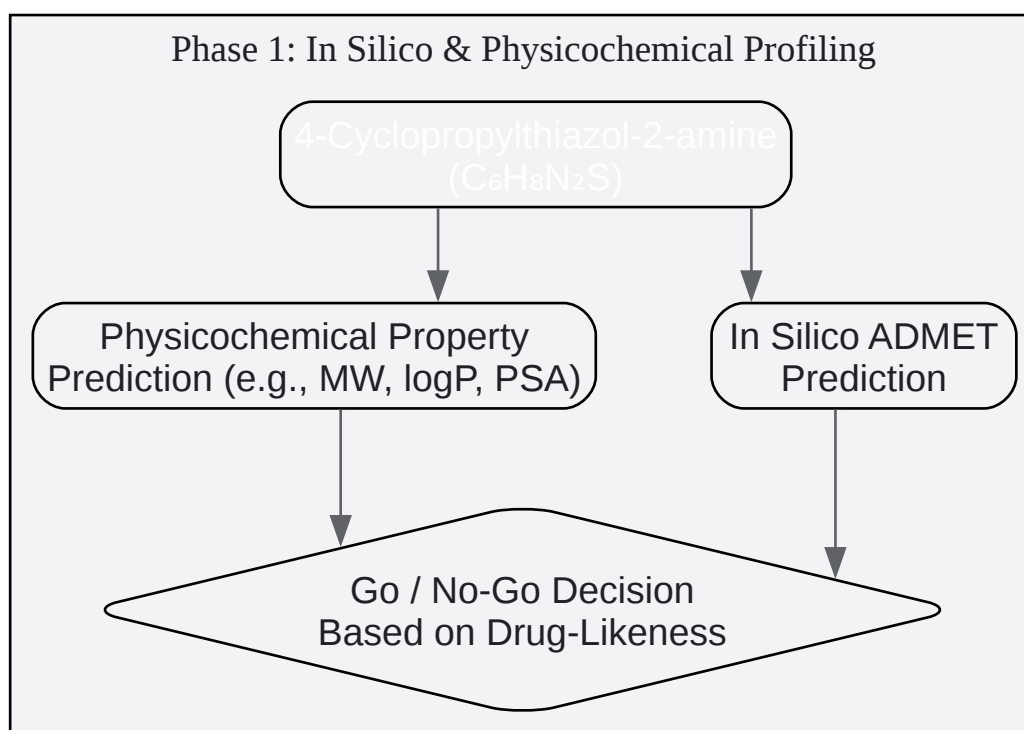 Phase 1: In Silico & Physicochemical Profiling
4-Cyclopropylthiazol-2-amine
(C₆H₈N₂S)
Physicochemical Property
Prediction (e.g., MW, logP, PSA)
In Silico ADMET
Prediction
Go / No-Go Decision
Based on Drug-Likeness